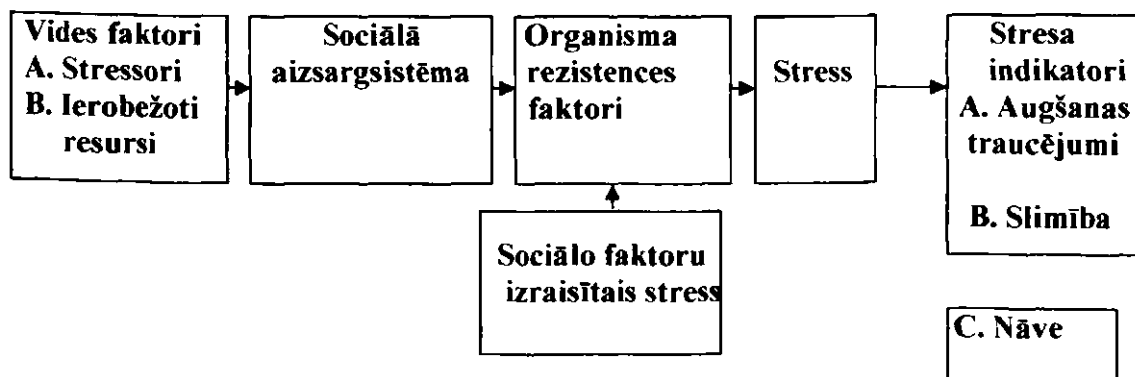 Vides faktori
A. Stressori
B. Ierobežoti
resursi
Sociālā
aizsargsistēma
Organisma
rezistences
faktori
Stress
Stresa
indikatori
A. Augšanas
traucējumi
B. Slimība
Sociālo faktoru
izraisītais stress
C. Nāve